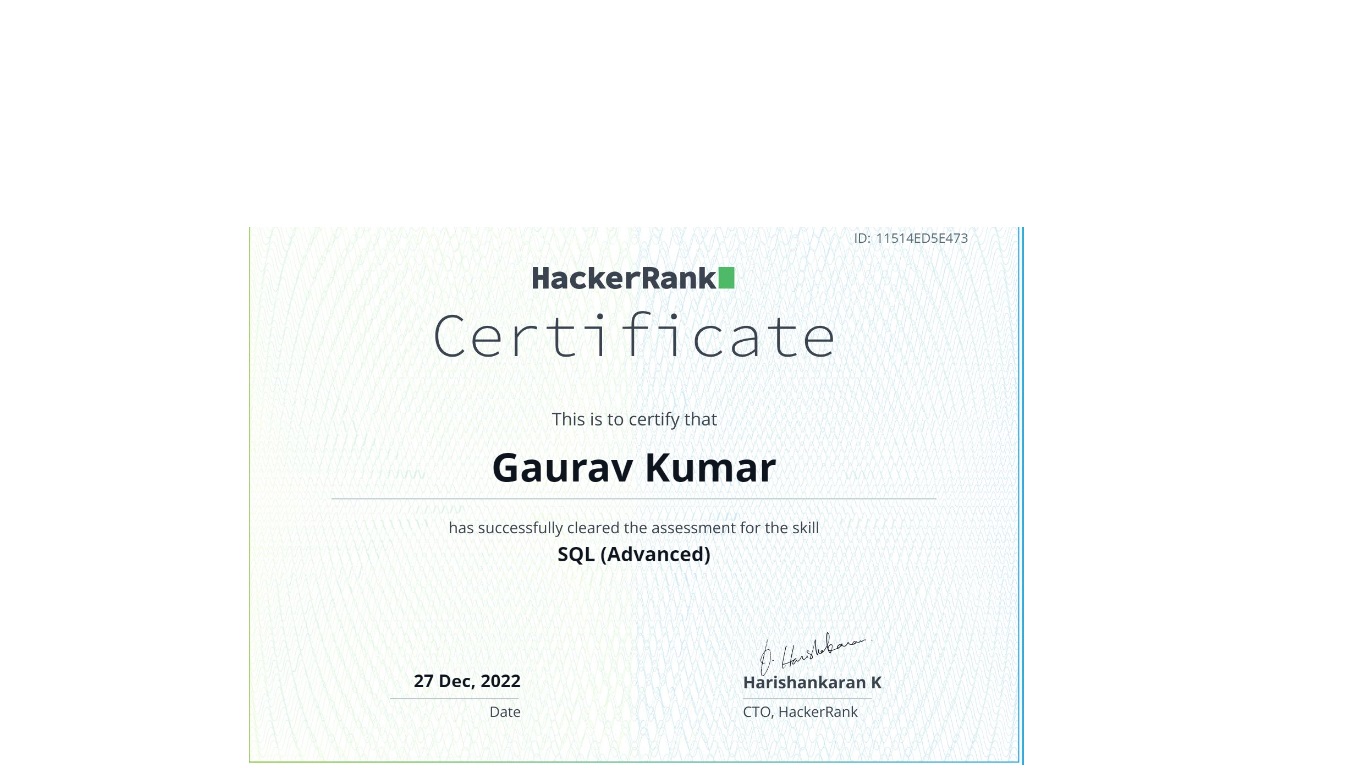 ID: 11514ED5E473
HackerRank
Certificate
This is to certify that
Gaurav Kumar
has successfully cleared the assessment for the skill
SQL (Advanced)
D. Harishankaran
27 Dec, 2022
Harishankaran K
Date
CTO, HackerRank